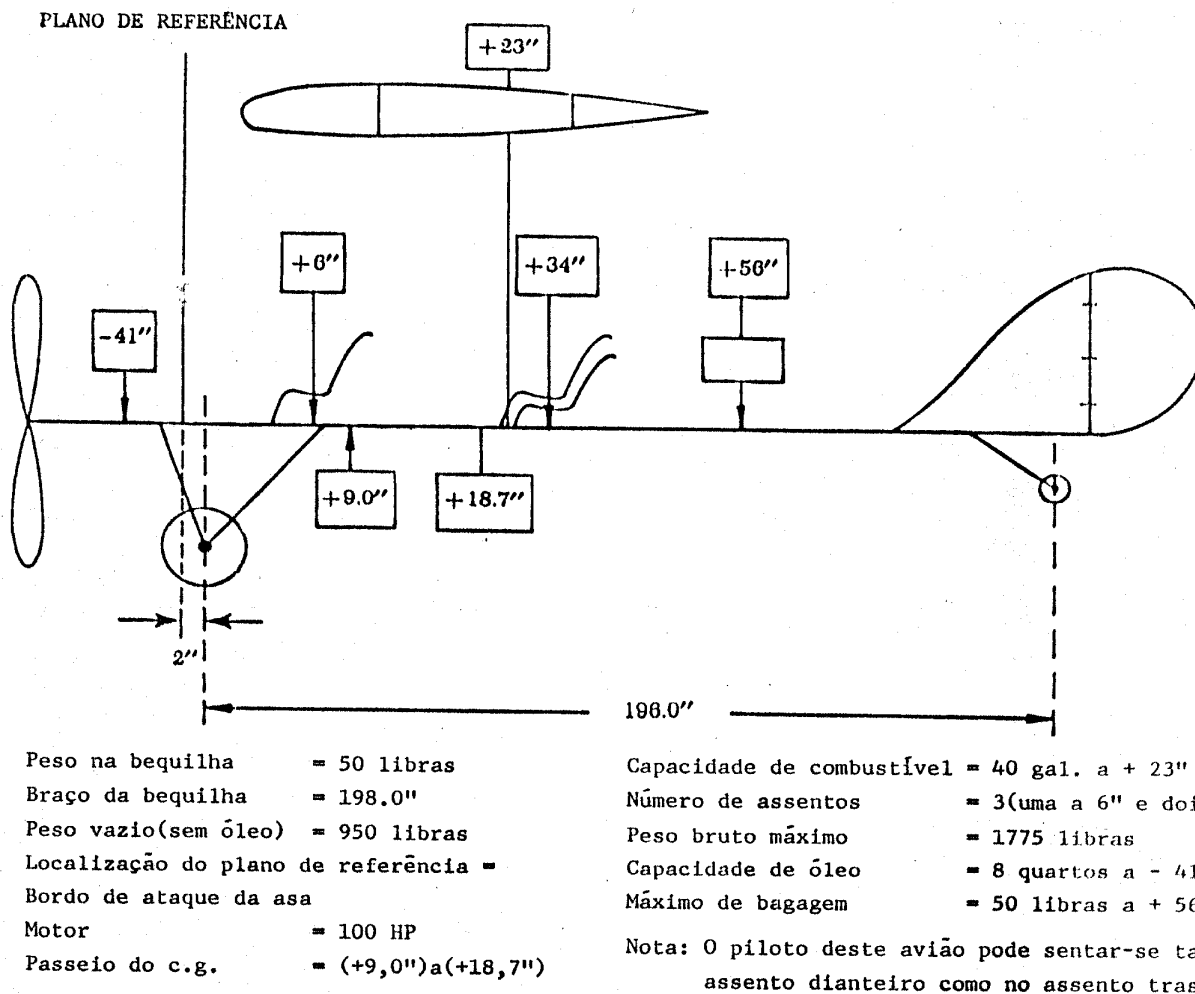 PLANO DE REFERÊNCIA
+23"
+6"
+34"
+56"
-41"
+9.0"
+18.7"
2"
196.0"
Peso na bequilha = 50 libras
Braço da bequilha = 198.0"
Peso vazio(sem óleo) = 950 libras
Localização do plano de referência =
Bordo de ataque da asa
Motor = 100 HP
Passeio do c.g. = (+9,0")a(+18,7")
Capacidade de combustível = 40 gal. a + 23"
Número de assentos = 3(uma a 6" e doi
Peso bruto máximo = 1775 libras
Capacidade de óleo = 8 quartos a - 41
Máximo de bagagem = 50 libras a + 56
Nota: O piloto deste avião pode sentar-se ta
assento dianteiro como no assento tras